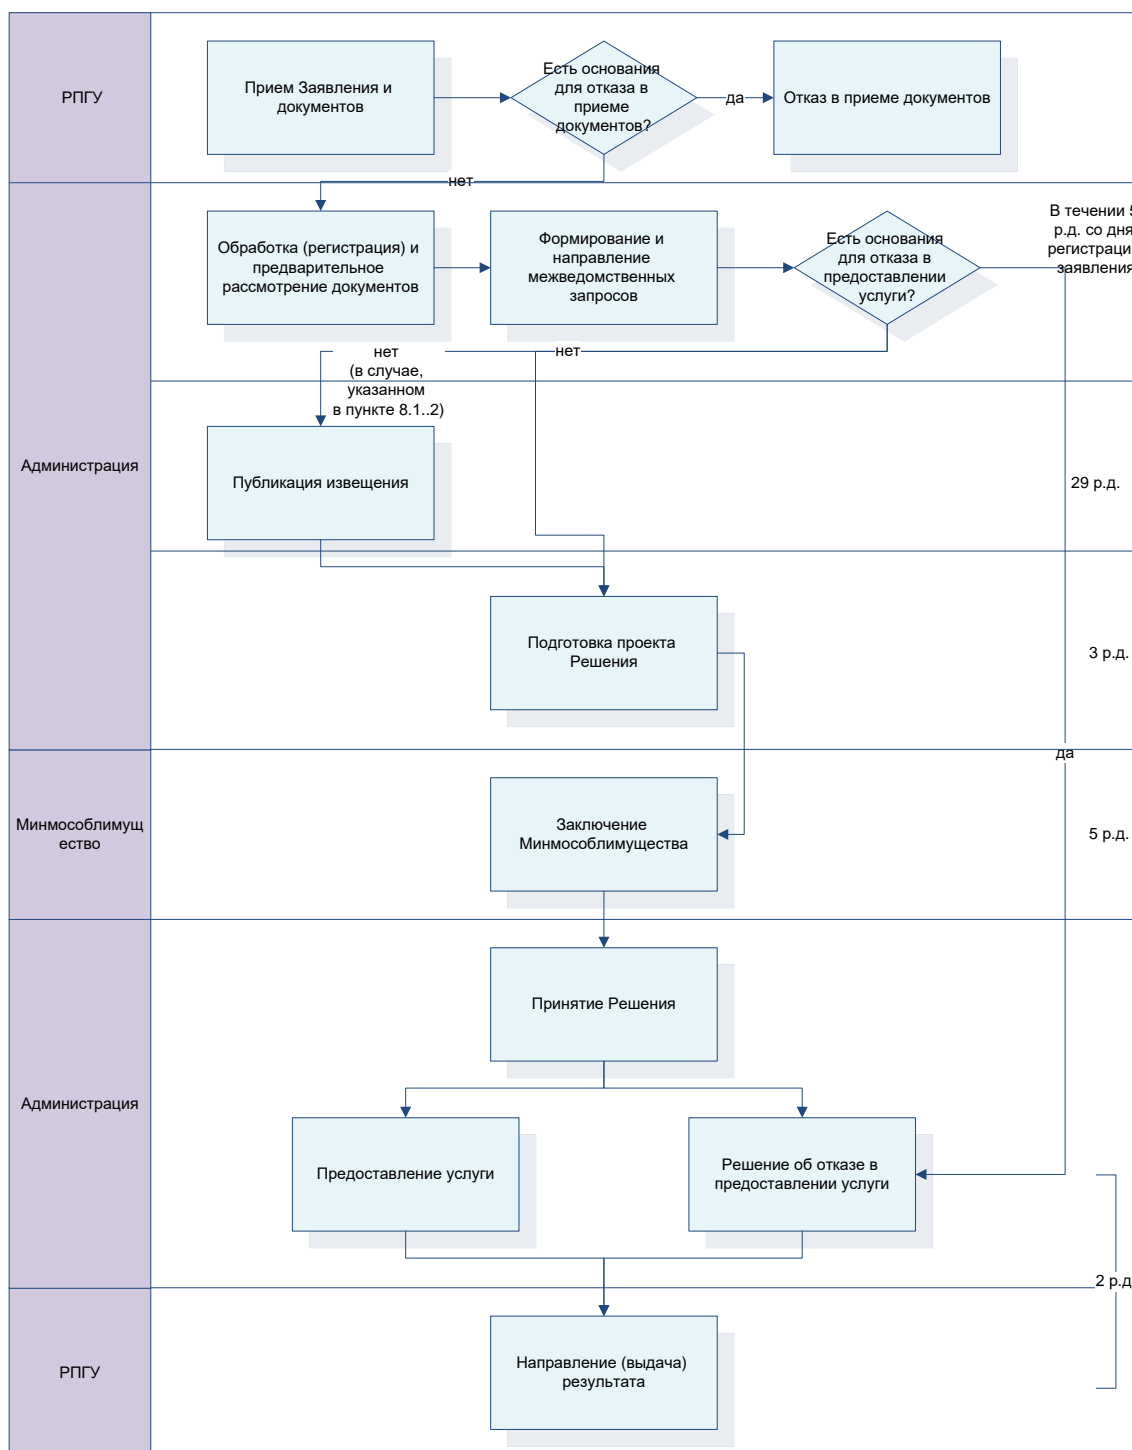 РПГУ
Прием Заявления и
документов
Есть основания
для отказа в
приеме
документов?
да
Отказ в приеме документов
нет
Администрация
Обработка (регистрация) и
предварительное
рассмотрение документов
Формирование и
направление
межведомственных
запросов
Есть основания
для отказа в
предоставлении
услуги?
В течении 5
р.д. со дня
регистраци
заявления
нет
(в случае,
указанном
в пункте 8.1..2)
нет
Публикация извещения
29 р.д.
Подготовка проекта
Решения
3 р.д.
да
Минмособлимущ
ество
Заключение
Минмособлимущества
5 р.д.
Администрация
Принятие Решения
Предоставление услуги
Решение об отказе в
предоставлении услуги
2 р.д
РПГУ
Направление (выдача)
результата